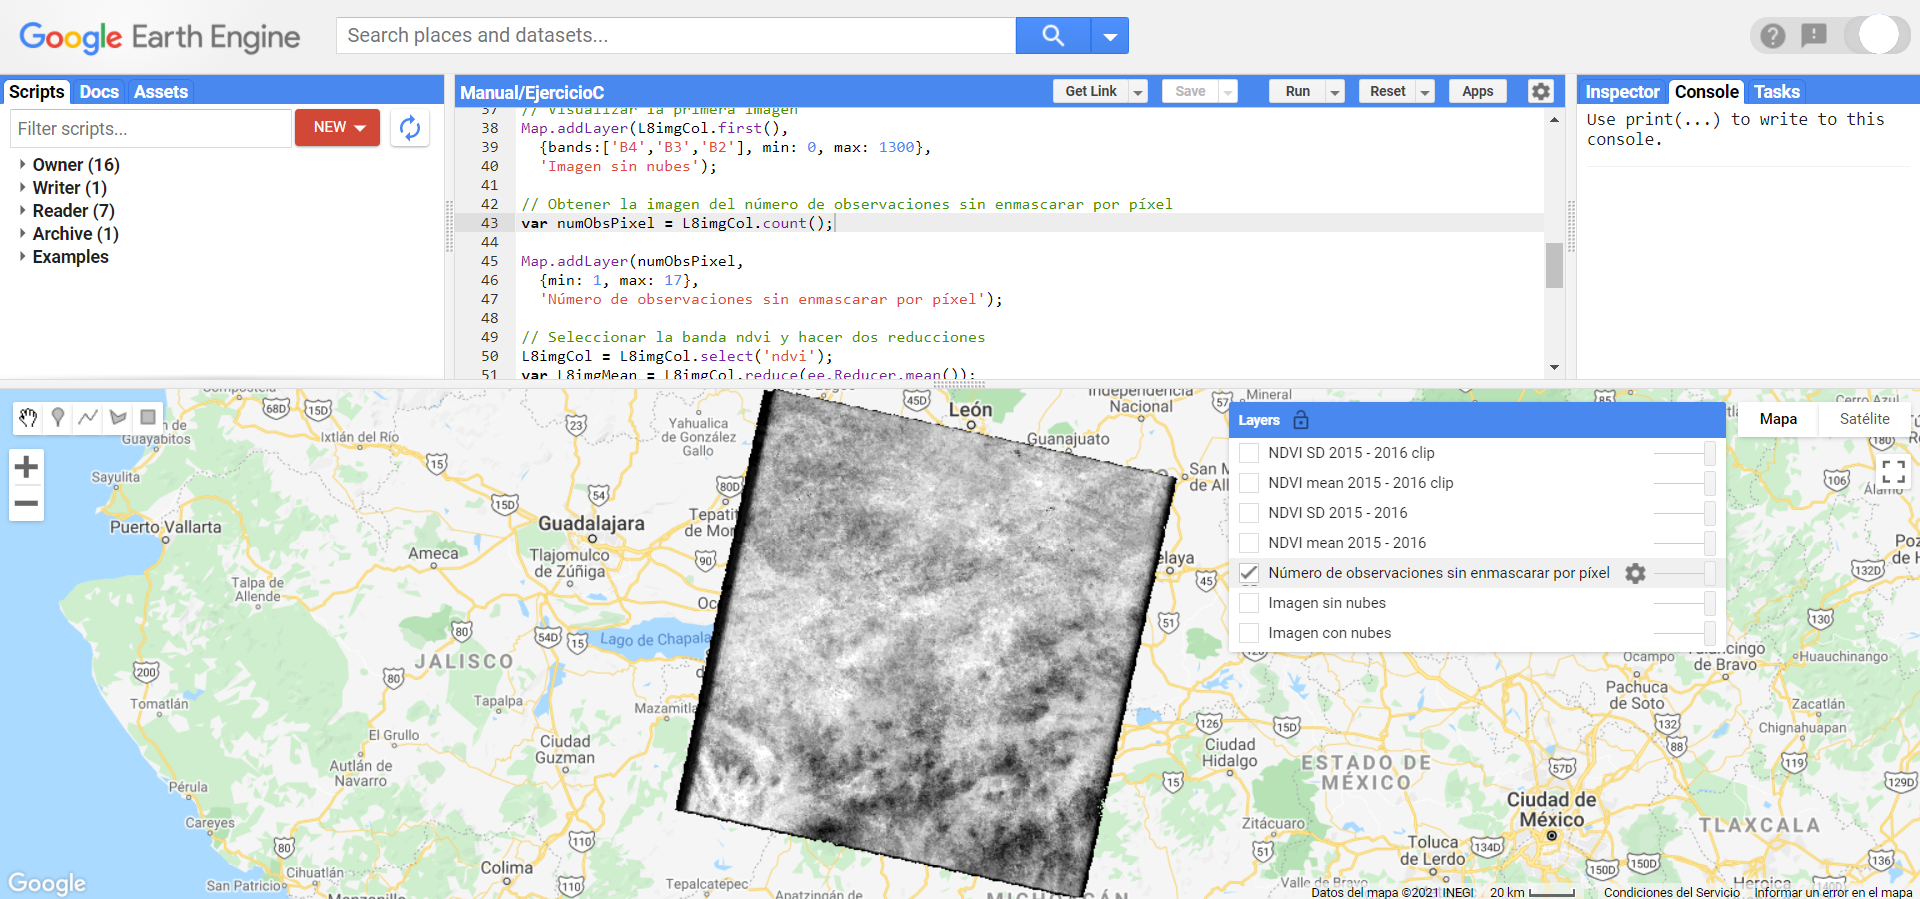 Google Earth Engine
Search places and datasets...
Scripts Docs Assets
Filter scripts...
NEW
Owner (16)
Writer (1)
Reader (7)
Archive (1)
Examples
Manual/EjercicioC
Get Link
Save
Run
Reset
Apps
37 // Visualizar la primera imagen
38 Map.addLayer(L8imgCol.first(),
39 {bands:['B4','B3','B2'], min: 0, max: 1300},
40 'Imagen sin nubes');
41
42 // Obtener la imagen del número de observaciones sin enmascarar por píxel
43 var numObsPixel = L8imgCol.count();
44
45 Map.addLayer(numObsPixel,
46 {min: 1, max: 17},
47 'Número de observaciones sin enmascarar por píxel');
48
49 // Seleccionar la banda ndvi y hacer dos reducciones
50 L8imgCol = L8imgCol.select('ndvi');
51 var L8imgMean = L8imgCol.reduce(ee.Reducer.mean());
Inspector Console Tasks
Use print(...) to write to this
console.
Layers
NDVI SD 2015 - 2016 clip
NDVI mean 2015 - 2016 clip
NDVI SD 2015 - 2016
NDVI mean 2015 - 2016
Número de observaciones sin enmascarar por píxel
Imagen sin nubes
Imagen con nubes
Mapa
Satélite
de Guayabitos
68D
15D
Ixtlán del Río
23
Yahualica
de González
Gallo
45D
León
Independencia
Nacional
57
Mineral
85
Cerro Azul
Guanajuato
Sayulita
15
15D
54
80D
San M
de All
106
Álamo
180
Puerto Vallarta
Guadalajara
Tepatit
de Mor
Ameca
Tlajomulco
de Zúñiga
90
elaya
45
132D
Poz
de H
Talpa de
Allende
Oc
80
54D
15
Lago de Chapala
51
130
JALISCO
200
80
Tapalpa
Mazamitla
Tomatlán
El Grullo
Ciudad
Guzman
Autlán de
Navarro
Pérula
Careyes
80
110
Cihuatlán
San Patricio
Colima
110
Manzanillo
Tepalcatepec
Apatzingán
MICHOACÁN
126
15D
Ciudad
Hidalgo
15
Zitácuaro
51
Valle de Bravo
ESTADO DE
MÉXICO
57D
Ciudad de
México
Toluca
de Lerdo
134D
150D
150D
Ocampo
Tulancingo
de Bravo
Huauchinango
Pachuca
de Soto
132
88
Zacatlán
Chignahuapan
119
129D
TLAXCALA
136
Heroica
Google
Datos del mapa ©2021 INEGI
20 km
Condiciones del Servicio
Informar un error en el mapa